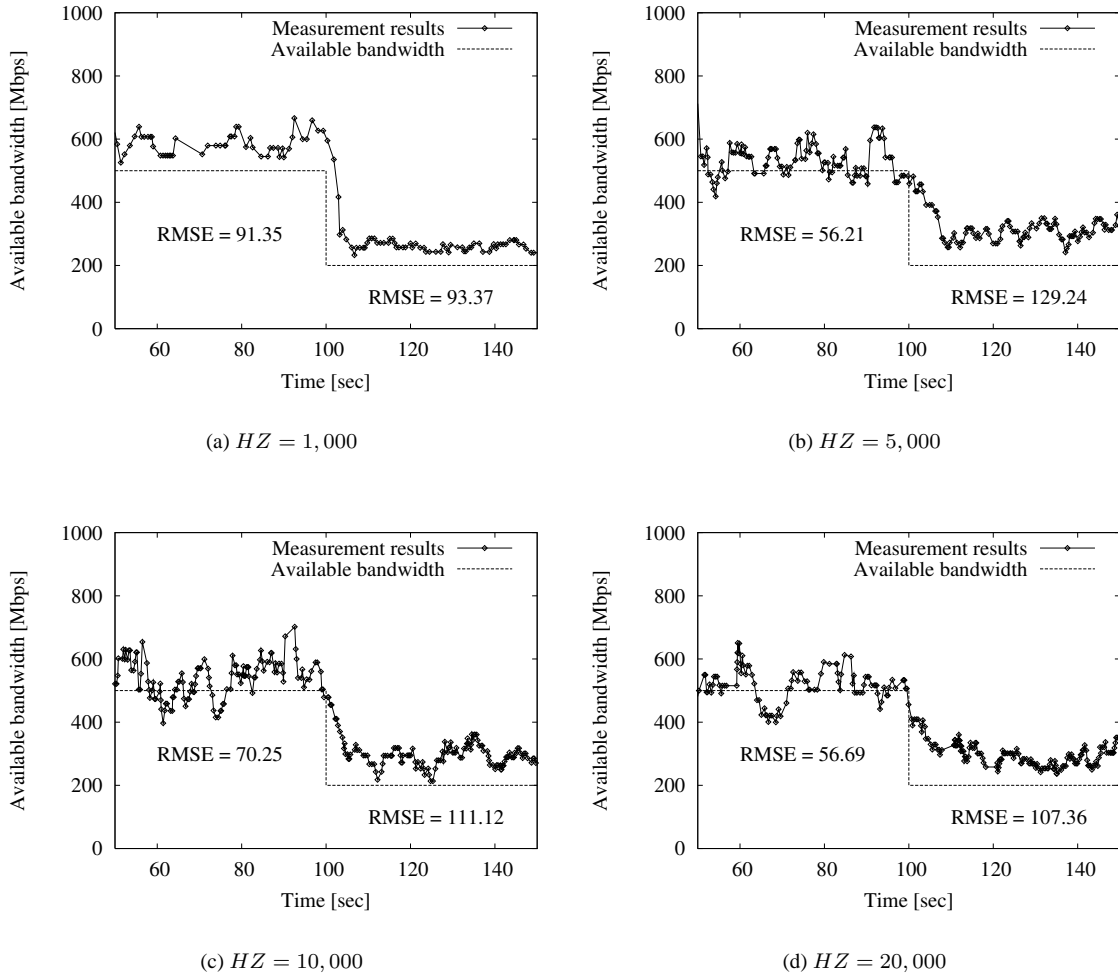 1000
800
600
400
200
0
60
80
100
120
140
Available bandwidth [Mbps]
Time [sec]
Measurement results
Available bandwidth
RMSE = 91.35
RMSE = 93.37
(a) HZ = 1,000
1000
800
600
400
200
0
60
80
100
120
140
Available bandwidth [Mbps]
Time [sec]
Measurement results
Available bandwidth
RMSE = 56.21
RMSE = 129.24
(b) HZ = 5,000
1000
800
600
400
200
0
60
80
100
120
140
Available bandwidth [Mbps]
Time [sec]
Measurement results
Available bandwidth
RMSE = 70.25
RMSE = 111.12
(c) HZ = 10,000
1000
800
600
400
200
0
60
80
100
120
140
Available bandwidth [Mbps]
Time [sec]
Measurement results
Available bandwidth
RMSE = 56.69
RMSE = 107.36
(d) HZ = 20,000